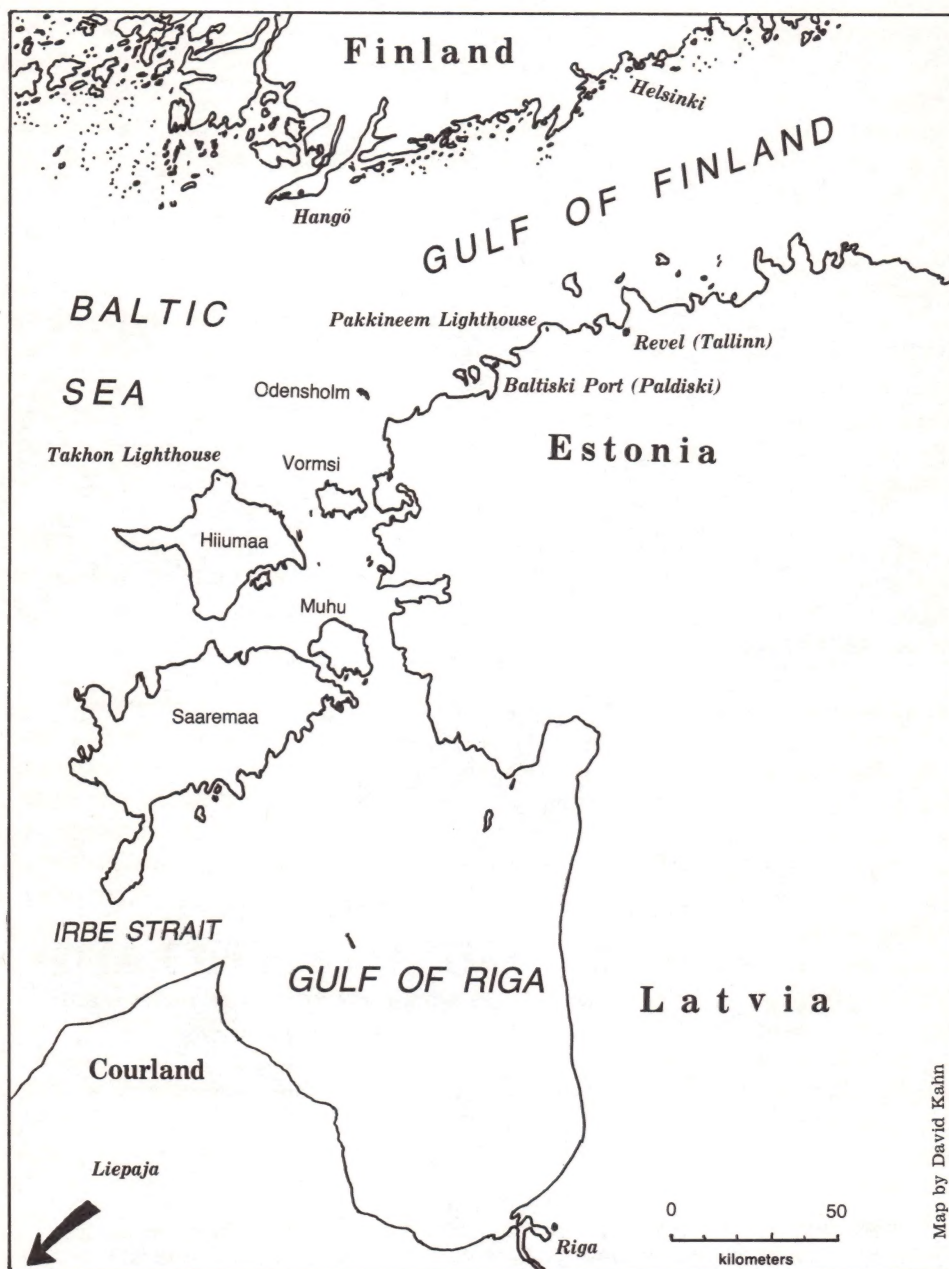 Finland
Helsinki
GULF OF FINLAND
Hangö
BALTIC
SEA
Pakkineem Lighthouse
Revel (Tallinn)
Odensholm
Baltiski Port (Paldiski)
Estonia
Takhon Lighthouse
Vormsi
Hiiumaa
Muhu
Saaremaa
IRBE STRAIT
GULF OF RIGA
Latvia
Courland
Liepaja
Riga
0 50
kilometers
Map by David Kahn